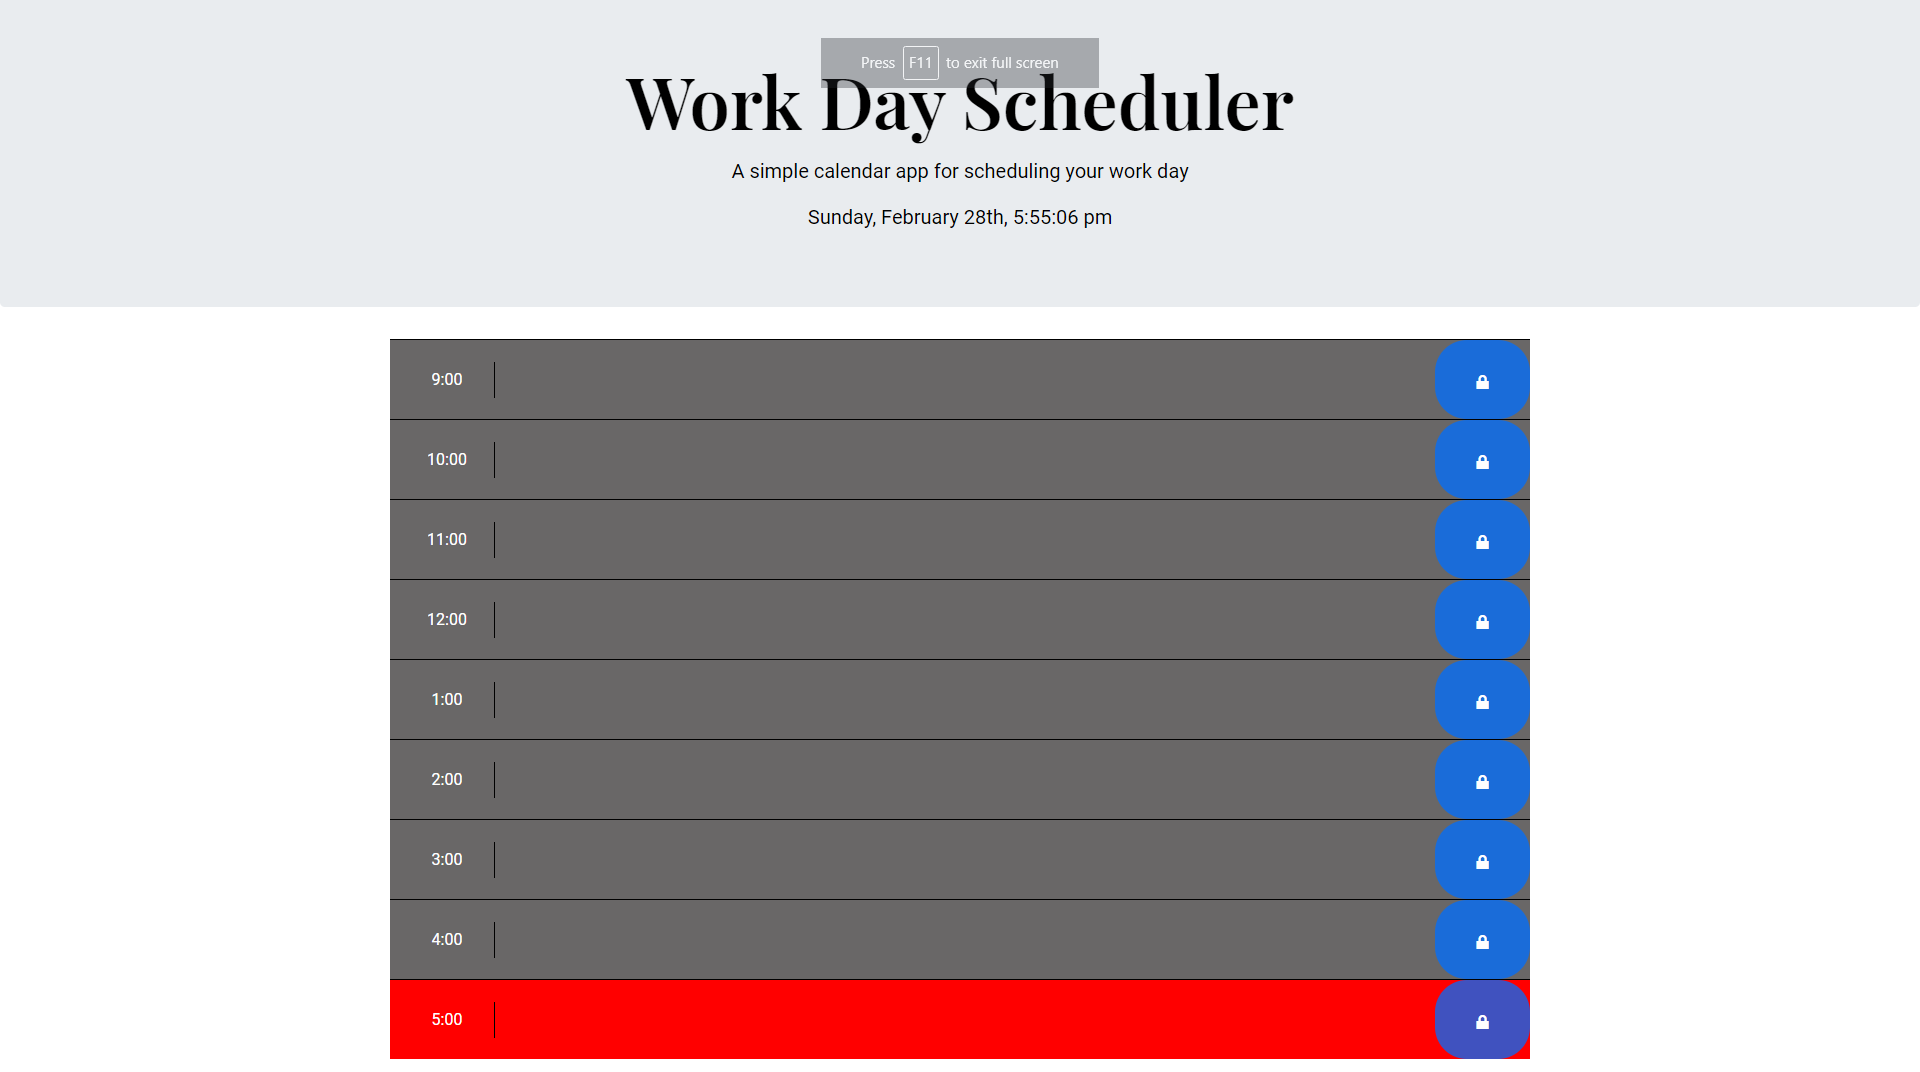 Press F11 to exit full screen
Work Day Scheduler
A simple calendar app for scheduling your work day
Sunday, February 28th, 5:55:06 pm
9:00
10:00
11:00
12:00
1:00
2:00
3:00
4:00
5:00